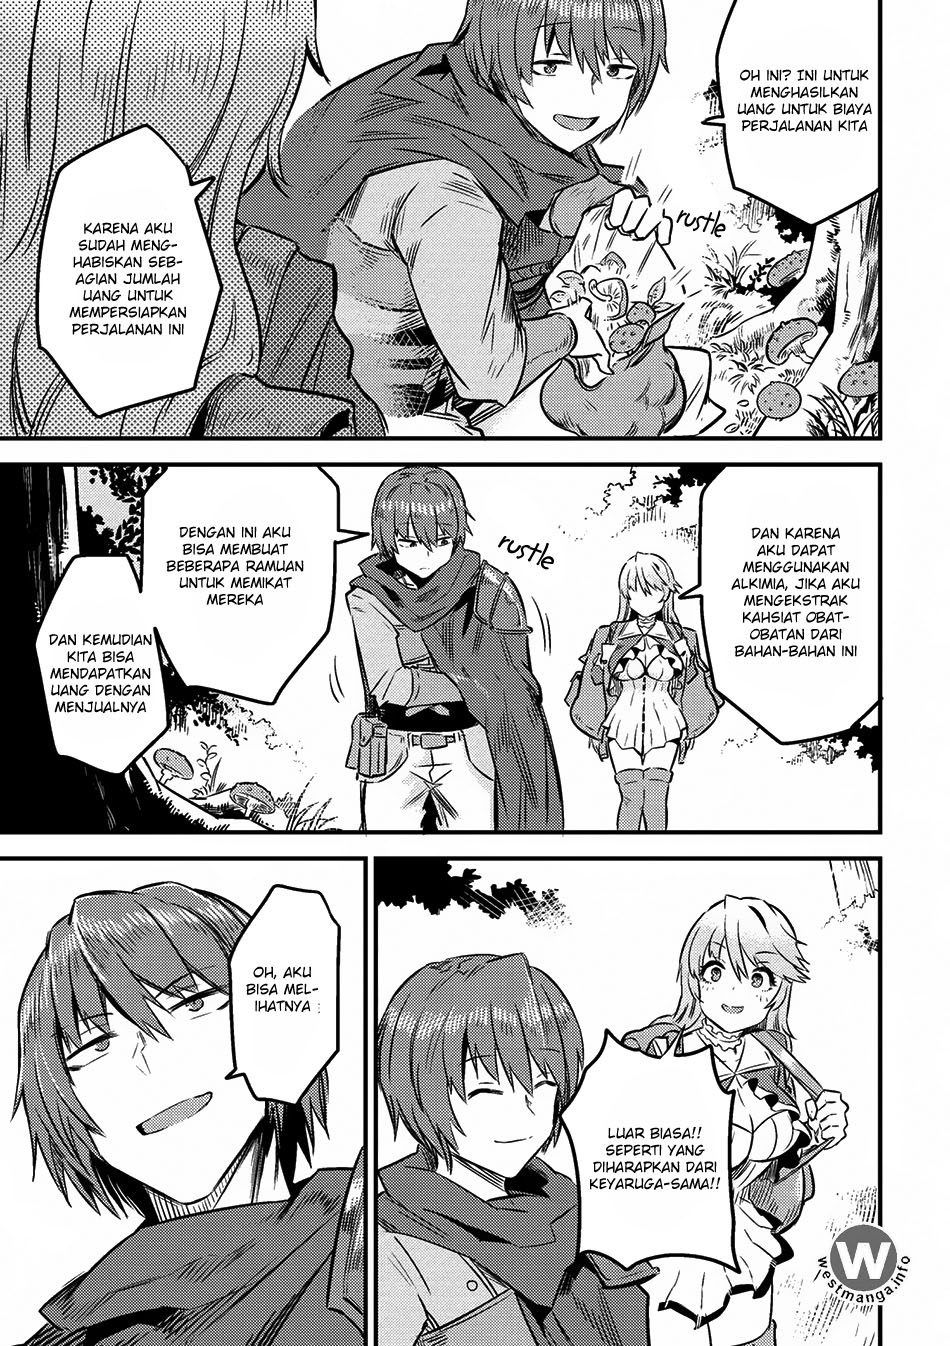 OH INI? INI UNTUK
MENGHASILKAN
UANG UNTUK BIAYA
PERJALANAN KITA
rustle
KARENA AKU
SUDAH MENG-
HABISKAN SEB-
AGIAN JUMLAH
UANG UNTUK
MEMPERSIAPKAN
PERJALANAN INI
DAN KARENA
AKU DAPAT
MENGGUNAKAN
ALKIMIA, JIKA AKU
MENGEKSTRAK
KAHSIAT OBAT-
OBATAN DARI
BAHAN-BAHAN INI
rustle
DENGAN INI AKU
BISA MEMBUAT
BEBERAPA RAMUAN
UNTUK MEMIKAT
MEREKA
DAN KEMUDIAN
KITA BISA
MENDAPATKAN
UANG DENGAN
MENJUALNYA
LUAR BIASA!!
SEPERTI YANG
DIHARAPKAN DARI
KEYARUGA-SAMA!!
OH, AKU
BISA MEL-
IHATNYA :
W
westmanga.info